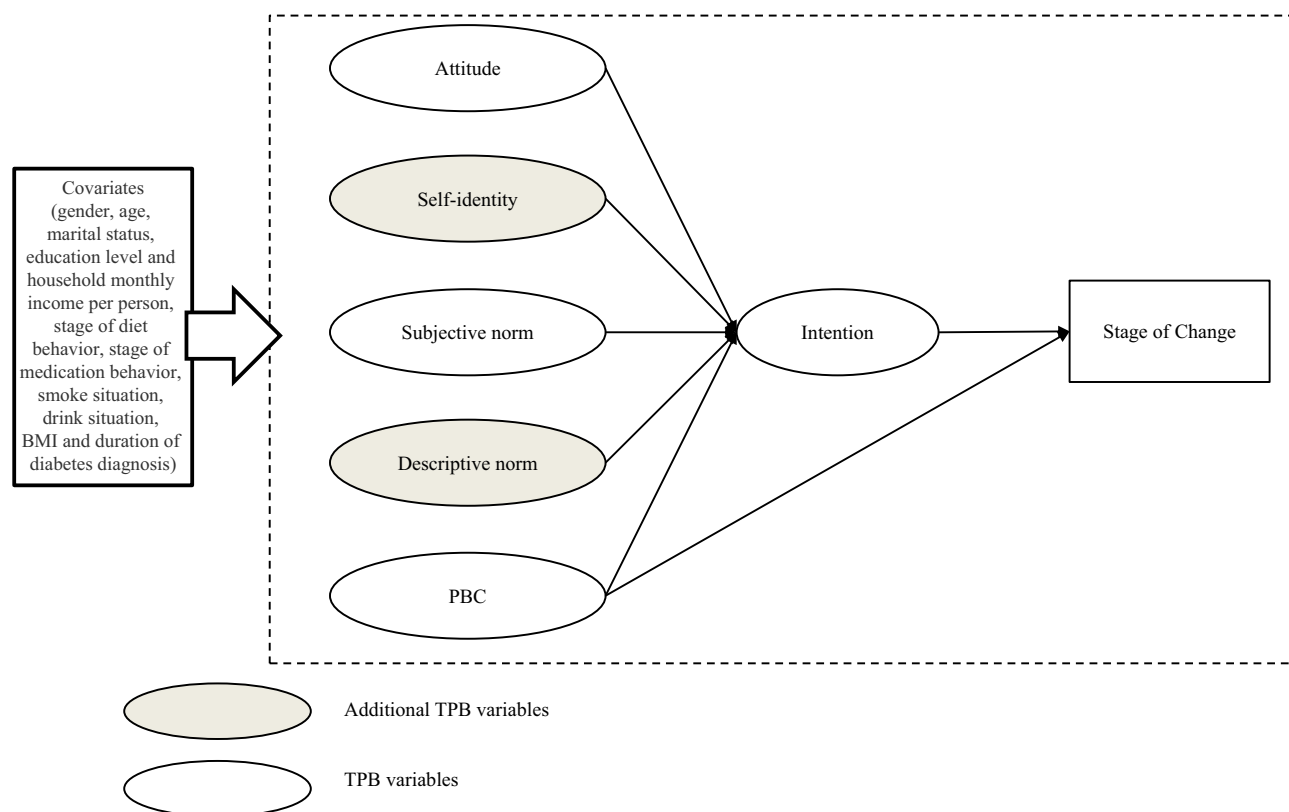 Attitude
Self-identity
Subjective norm
Descriptive norm
PBC
Intention
Stage of Change
Covariates
(gender, age,
marital status,
education level and
household monthly
income per person,
stage of diet
behavior, stage of
medication behavior,
smoke situation,
drink situation,
BMI and duration of
diabetes diagnosis)
Additional TPB variables
TPB variables